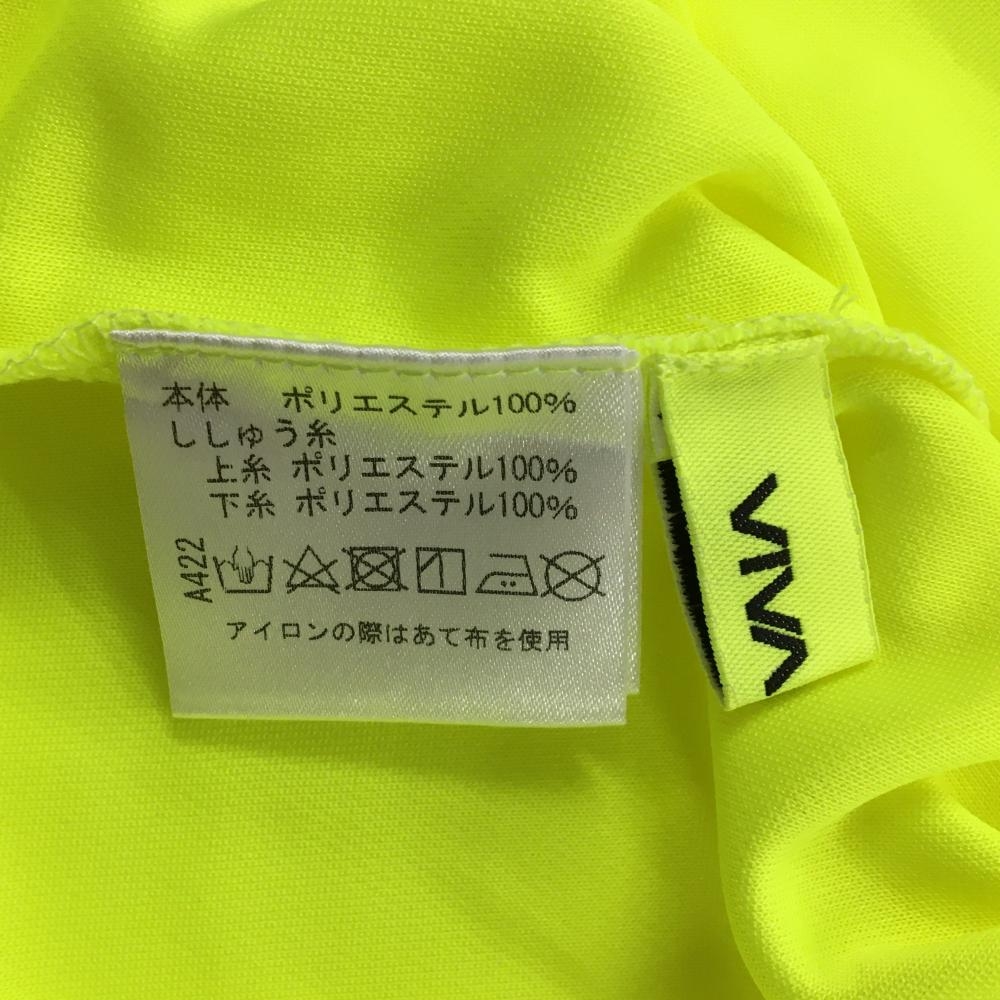 本体 ポリエステル100%
ししゅう糸
上糸 ポリエステル100%
下糸 ポリエステル100%
A422
アイロンの際はあて布を使用
VIVA